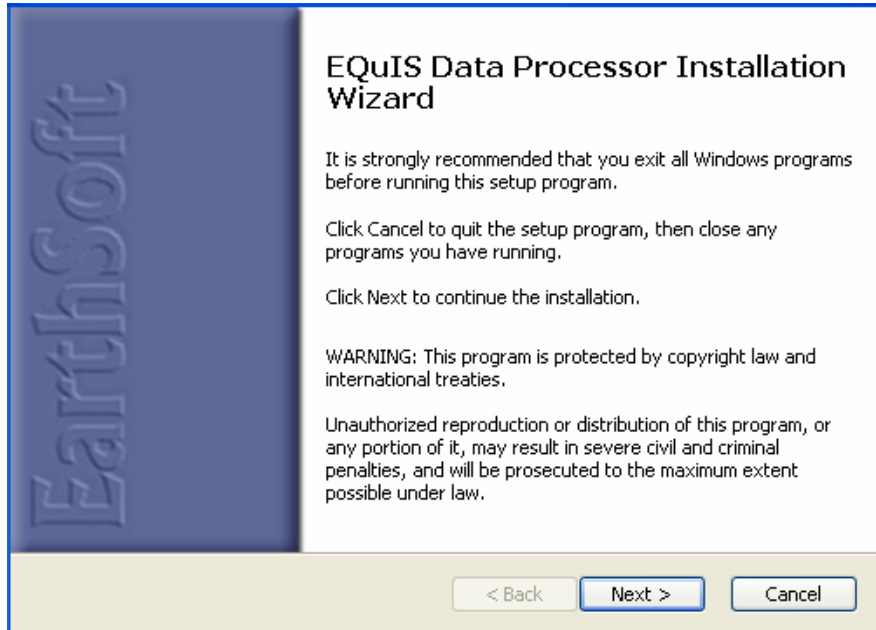 EarthSoft
EQuIS Data Processor Installation
Wizard
It is strongly recommended that you exit all Windows programs
before running this setup program.
Click Cancel to quit the setup program, then close any
programs you have running.
Click Next to continue the installation.
WARNING: This program is protected by copyright law and
international treaties.
Unauthorized reproduction or distribution of this program, or
any portion of it, may result in severe civil and criminal
penalties, and will be prosecuted to the maximum extent
possible under law.
< Back Next > Cancel